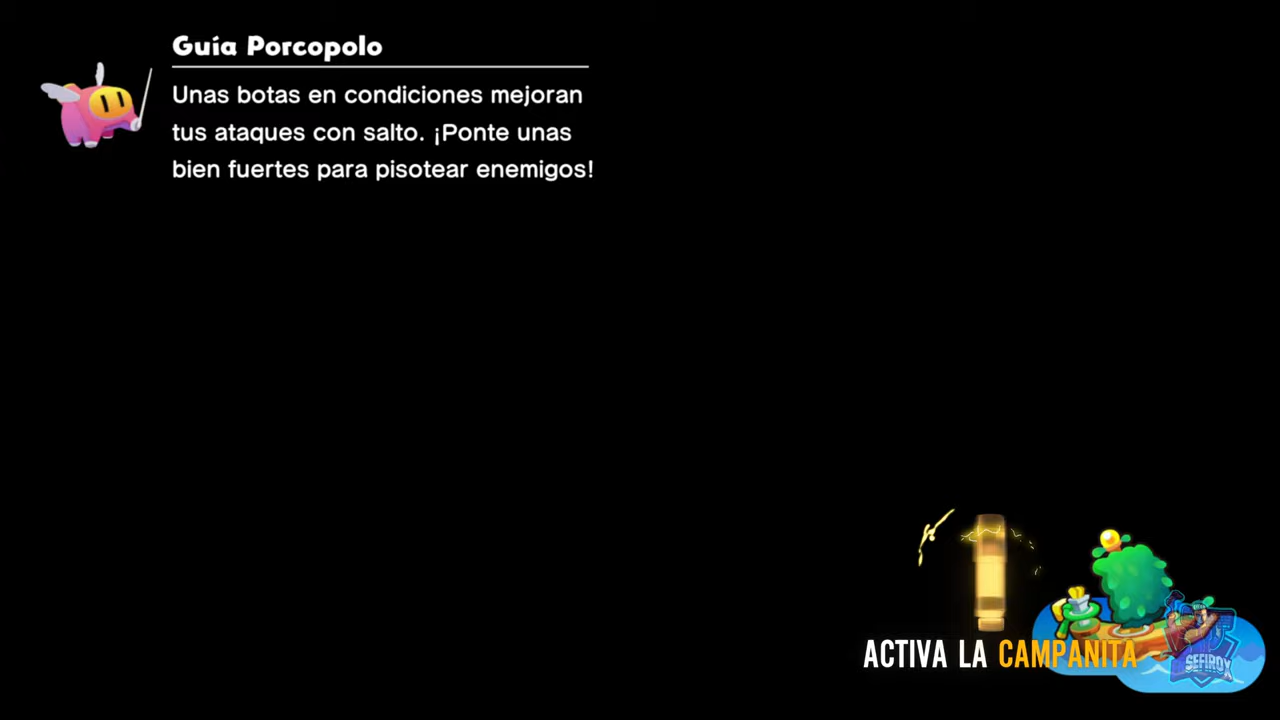 Guía Porcopolo
Unas botas en condiciones mejoran
tus ataques con salto. ¡Ponte unas
bien fuertes para pisotear enemigos!
ACTIVA LA CAMPANITA
SEFIROX